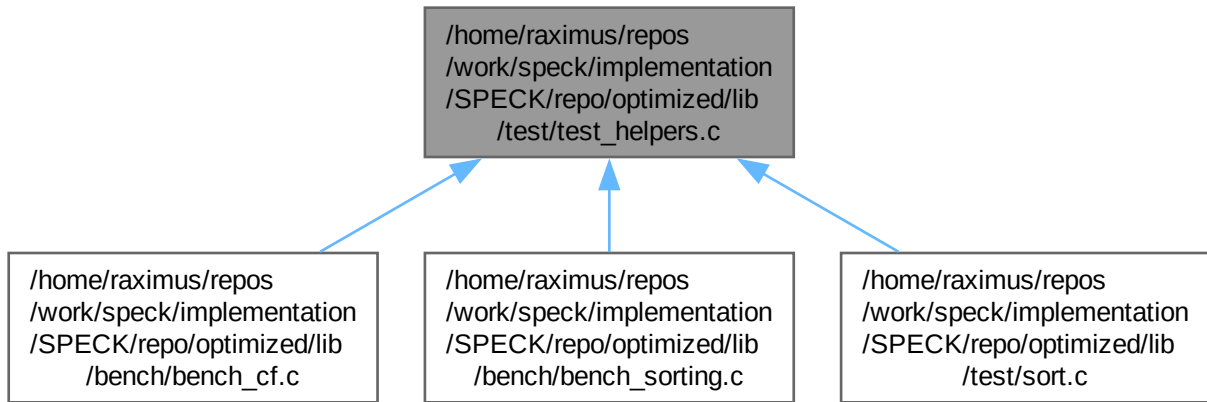 /home/raximus/repos
/work/speck/implementation
/SPECK/repo/optimized/lib
/test/test_helpers.c
/home/raximus/repos
/work/speck/implementation
/SPECK/repo/optimized/lib
/bench/bench_cf.c
/home/raximus/repos
/work/speck/implementation
/SPECK/repo/optimized/lib
/bench/bench_sorting.c
/home/raximus/repos
/work/speck/implementation
/SPECK/repo/optimized/lib
/test/sort.c